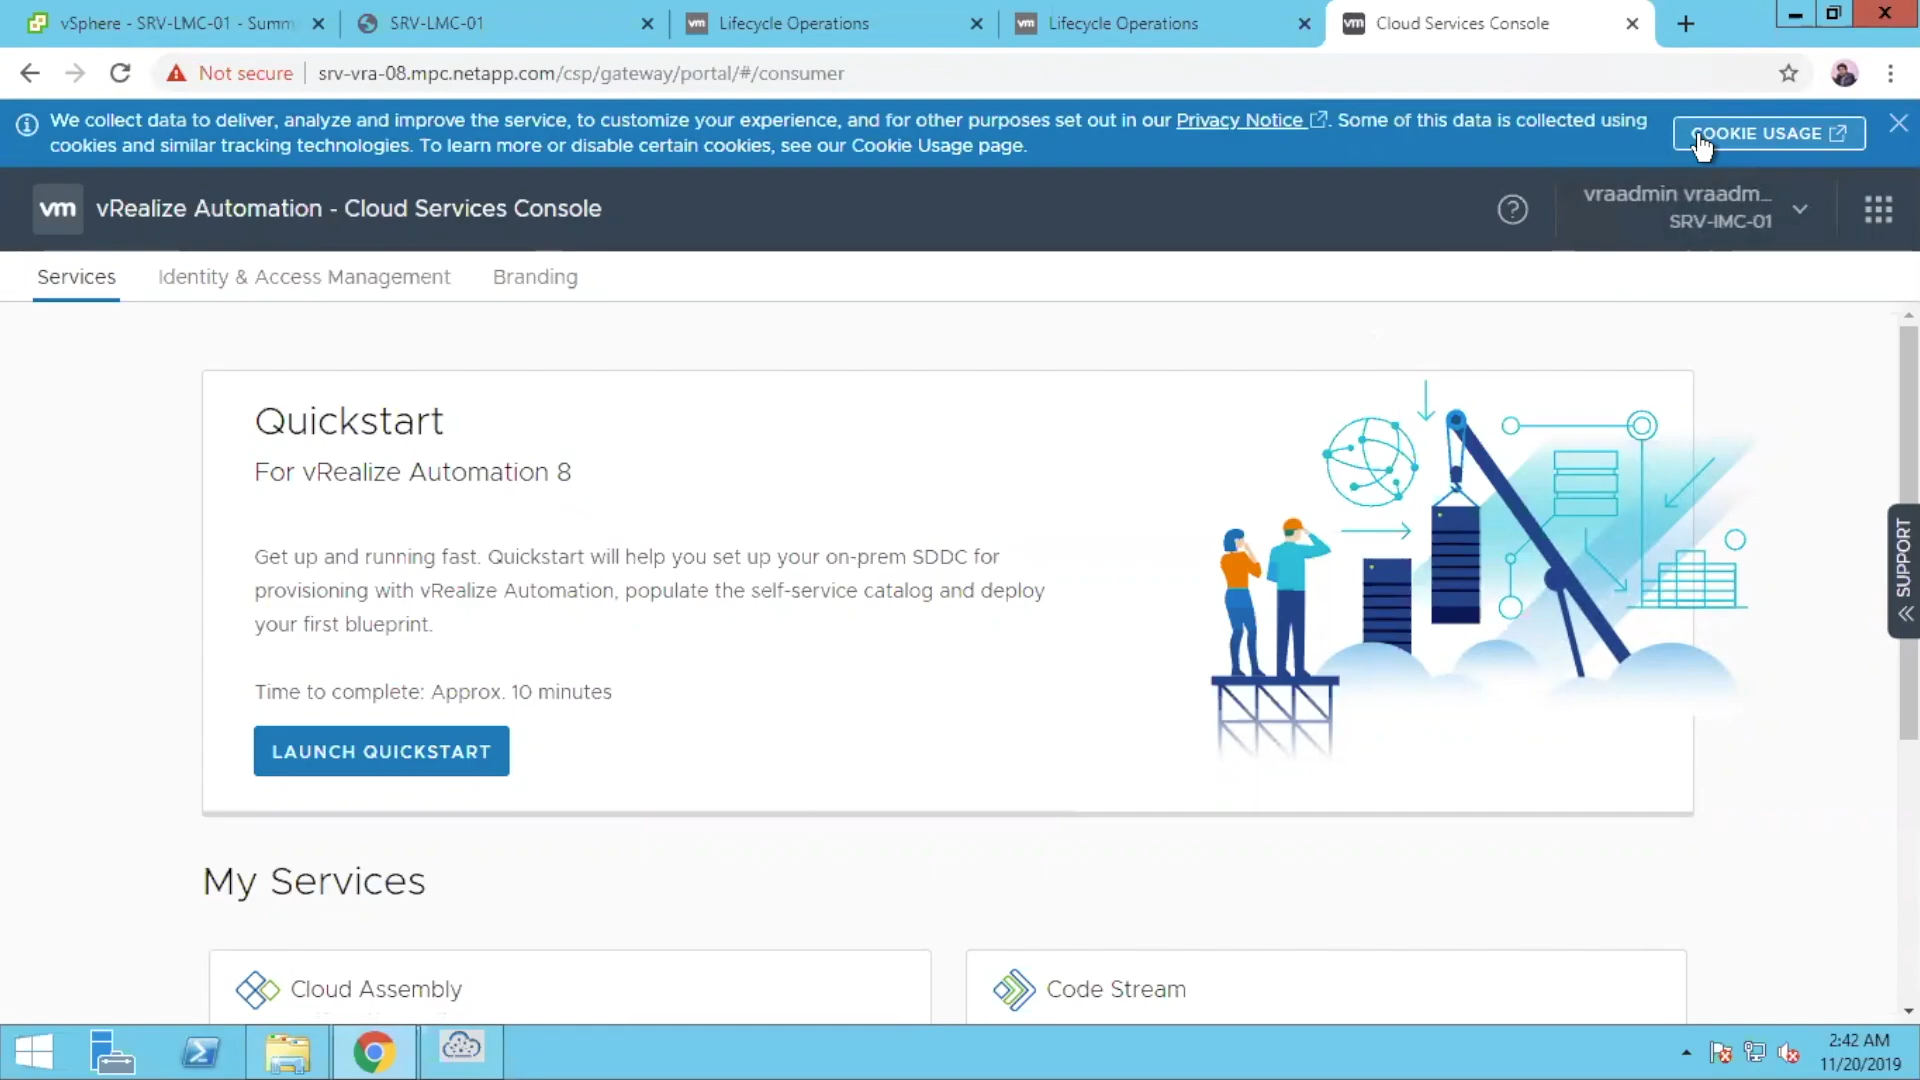 vSphere - SRV-LMC-01 - Summ
SRV-LMC-01
vm Lifecycle Operations
vm Lifecycle Operations
vm Cloud Services Console
Not secure srv-vra-08.mpc.netapp.com/csp/gateway/portal/#/consumer
We collect data to deliver, analyze and improve the service, to customize your experience, and for other purposes set out in our Privacy Notice. Some of this data is collected using
cookies and similar tracking technologies. To learn more or disable certain cookies, see our Cookie Usage page.
COOKIE USAGE
vm vRealize Automation - Cloud Services Console
vraadmin vraadm...
SRV-IMC-01
Services Identity & Access Management Branding
Quickstart
For vRealize Automation 8
Get up and running fast. Quickstart will help you set up your on-prem SDDC for
provisioning with vRealize Automation, populate the self-service catalog and deploy
your first blueprint.
Time to complete: Approx. 10 minutes
LAUNCH QUICKSTART
SUPPORT
My Services
Cloud Assembly
Code Stream
2:42 AM
11/20/2019